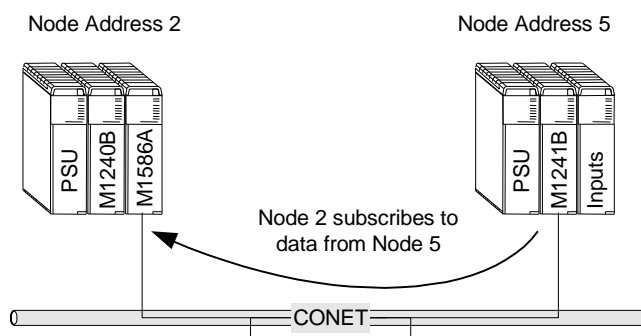 Node Address 2
Node Address 5
PSU
M1240B
M1586A
PSU
M1241B
Inputs
Node 2 subscribes to
data from Node 5
CONET